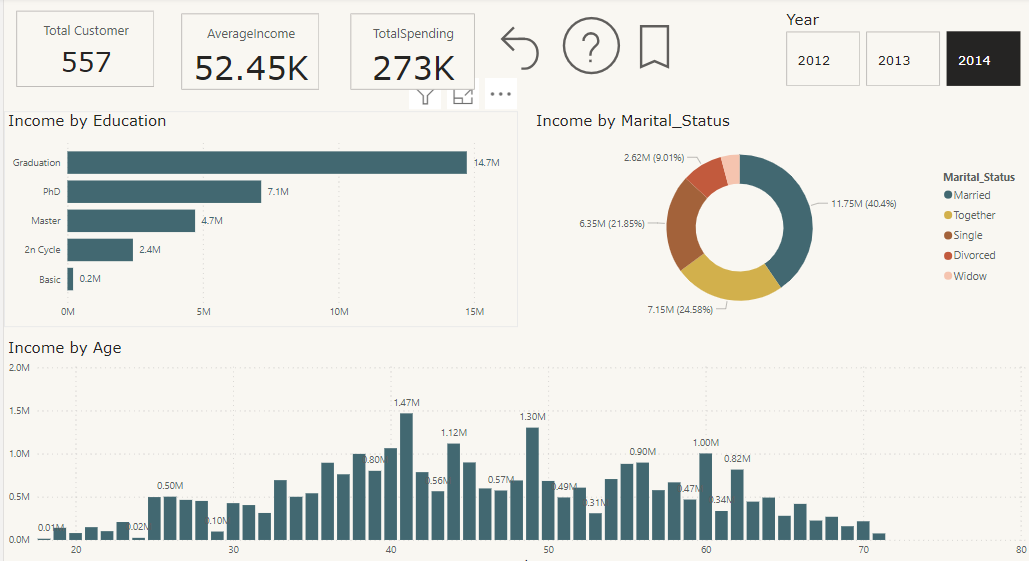 Total Customer
557
AverageIncome
52.45K
TotalSpending
273K
?
Year
2012
2013
2014
Income by Education
Graduation
14.7M
PhD
7.1M
Master
4.7M
2n Cycle
2.4M
Basic
0.2M
0M
5M
10M
15M
Income by Marital_Status
2.62M (9.01%)
11.75M (40.4%)
6.35M (21.85%)
7.15M (24.58%)
Marital_Status
Married
Together
Single
Divorced
Widow
Income by Age
2.0M
1.5M
1.0M
0.5M
0.0M
0.01M
0.02M
0.50M
0.10M
0.80M
1.47M
0.56M
1.12M
0.57M
1.30M
0.49M
0.31M
0.90M
0.47M
1.00M
0.34M
0.82M
20
30
40
50
60
70
80